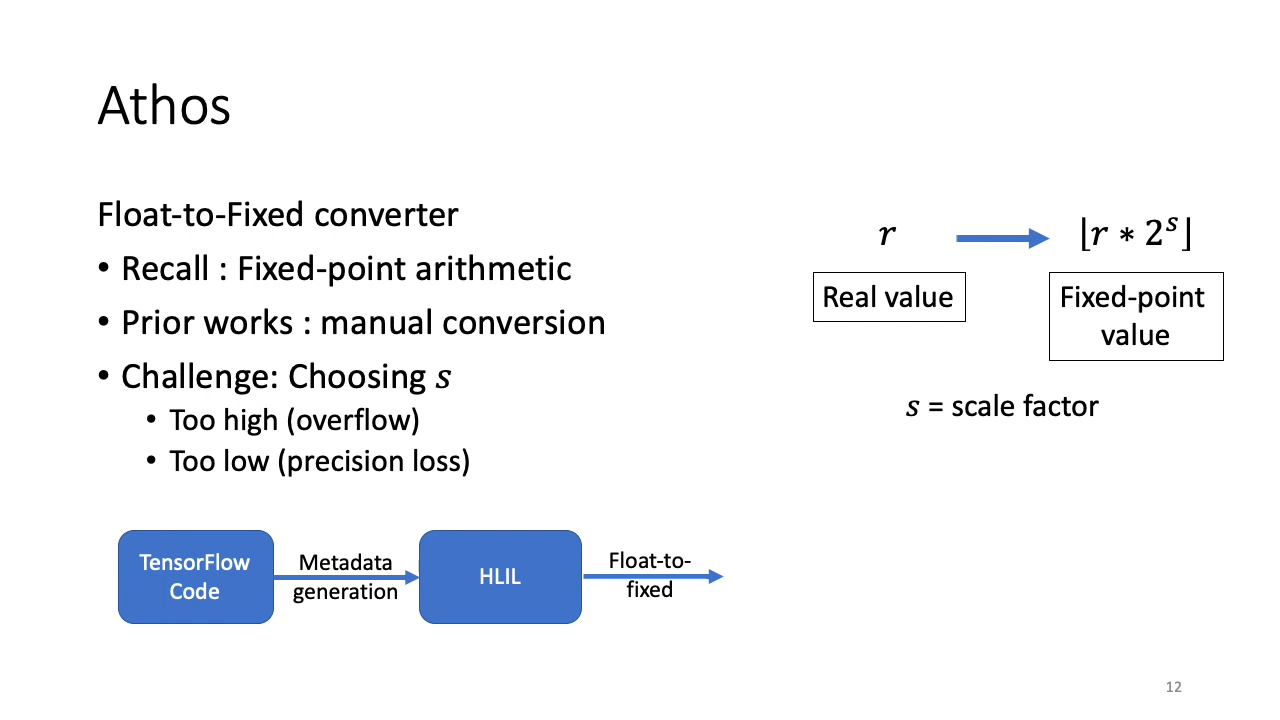 Athos
Float-to-Fixed converter
• Recall : Fixed-point arithmetic
• Prior works : manual conversion
• Challenge: Choosing 𝑠
• Too high (overflow)
• Too low (precision loss)
𝑟
⌊𝑟 ∗ 2^𝑠⌋
Real value
Fixed-point
value
𝑠 = scale factor
TensorFlow
Code
Metadata
generation
HLIL
Float-to-
fixed
12